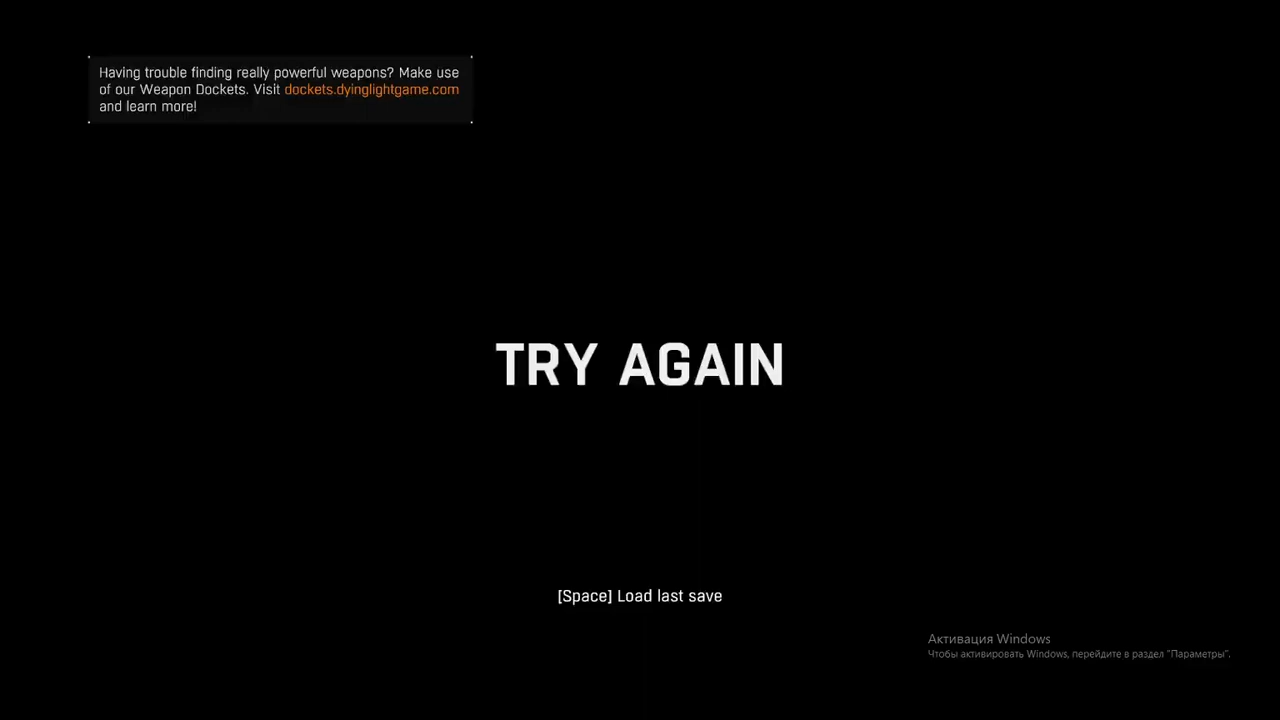 Having trouble finding really powerful weapons? Make use
of our Weapon Dockets. Visit dockets.dyinglightgame.com
and learn more!
TRY AGAIN
[Space] Load last save
Активация Windows
Чтобы активировать Windows, перейдите в раздел "Параметры".